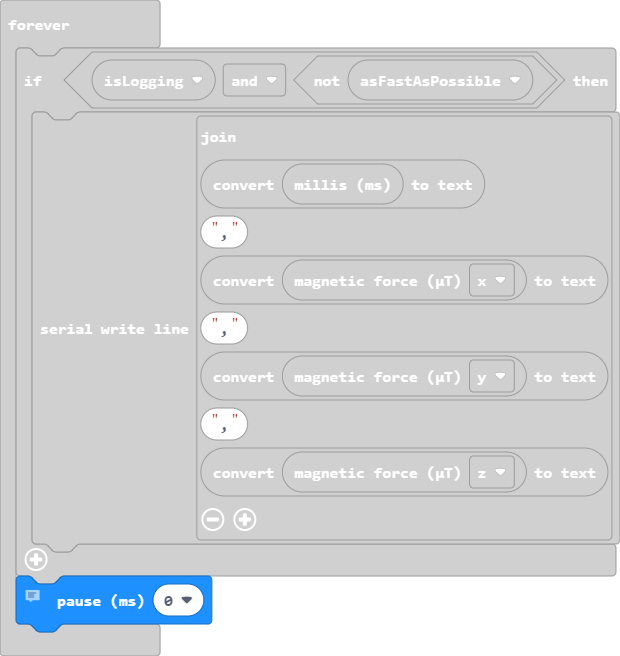 forever
if isLogging and not asFastAsPossible then
join
convert millis (ms) to text
","
convert magnetic force (µT) x to text
","
serial write line
convert magnetic force (µT) y to text
","
convert magnetic force (µT) z to text
pause (ms) 0